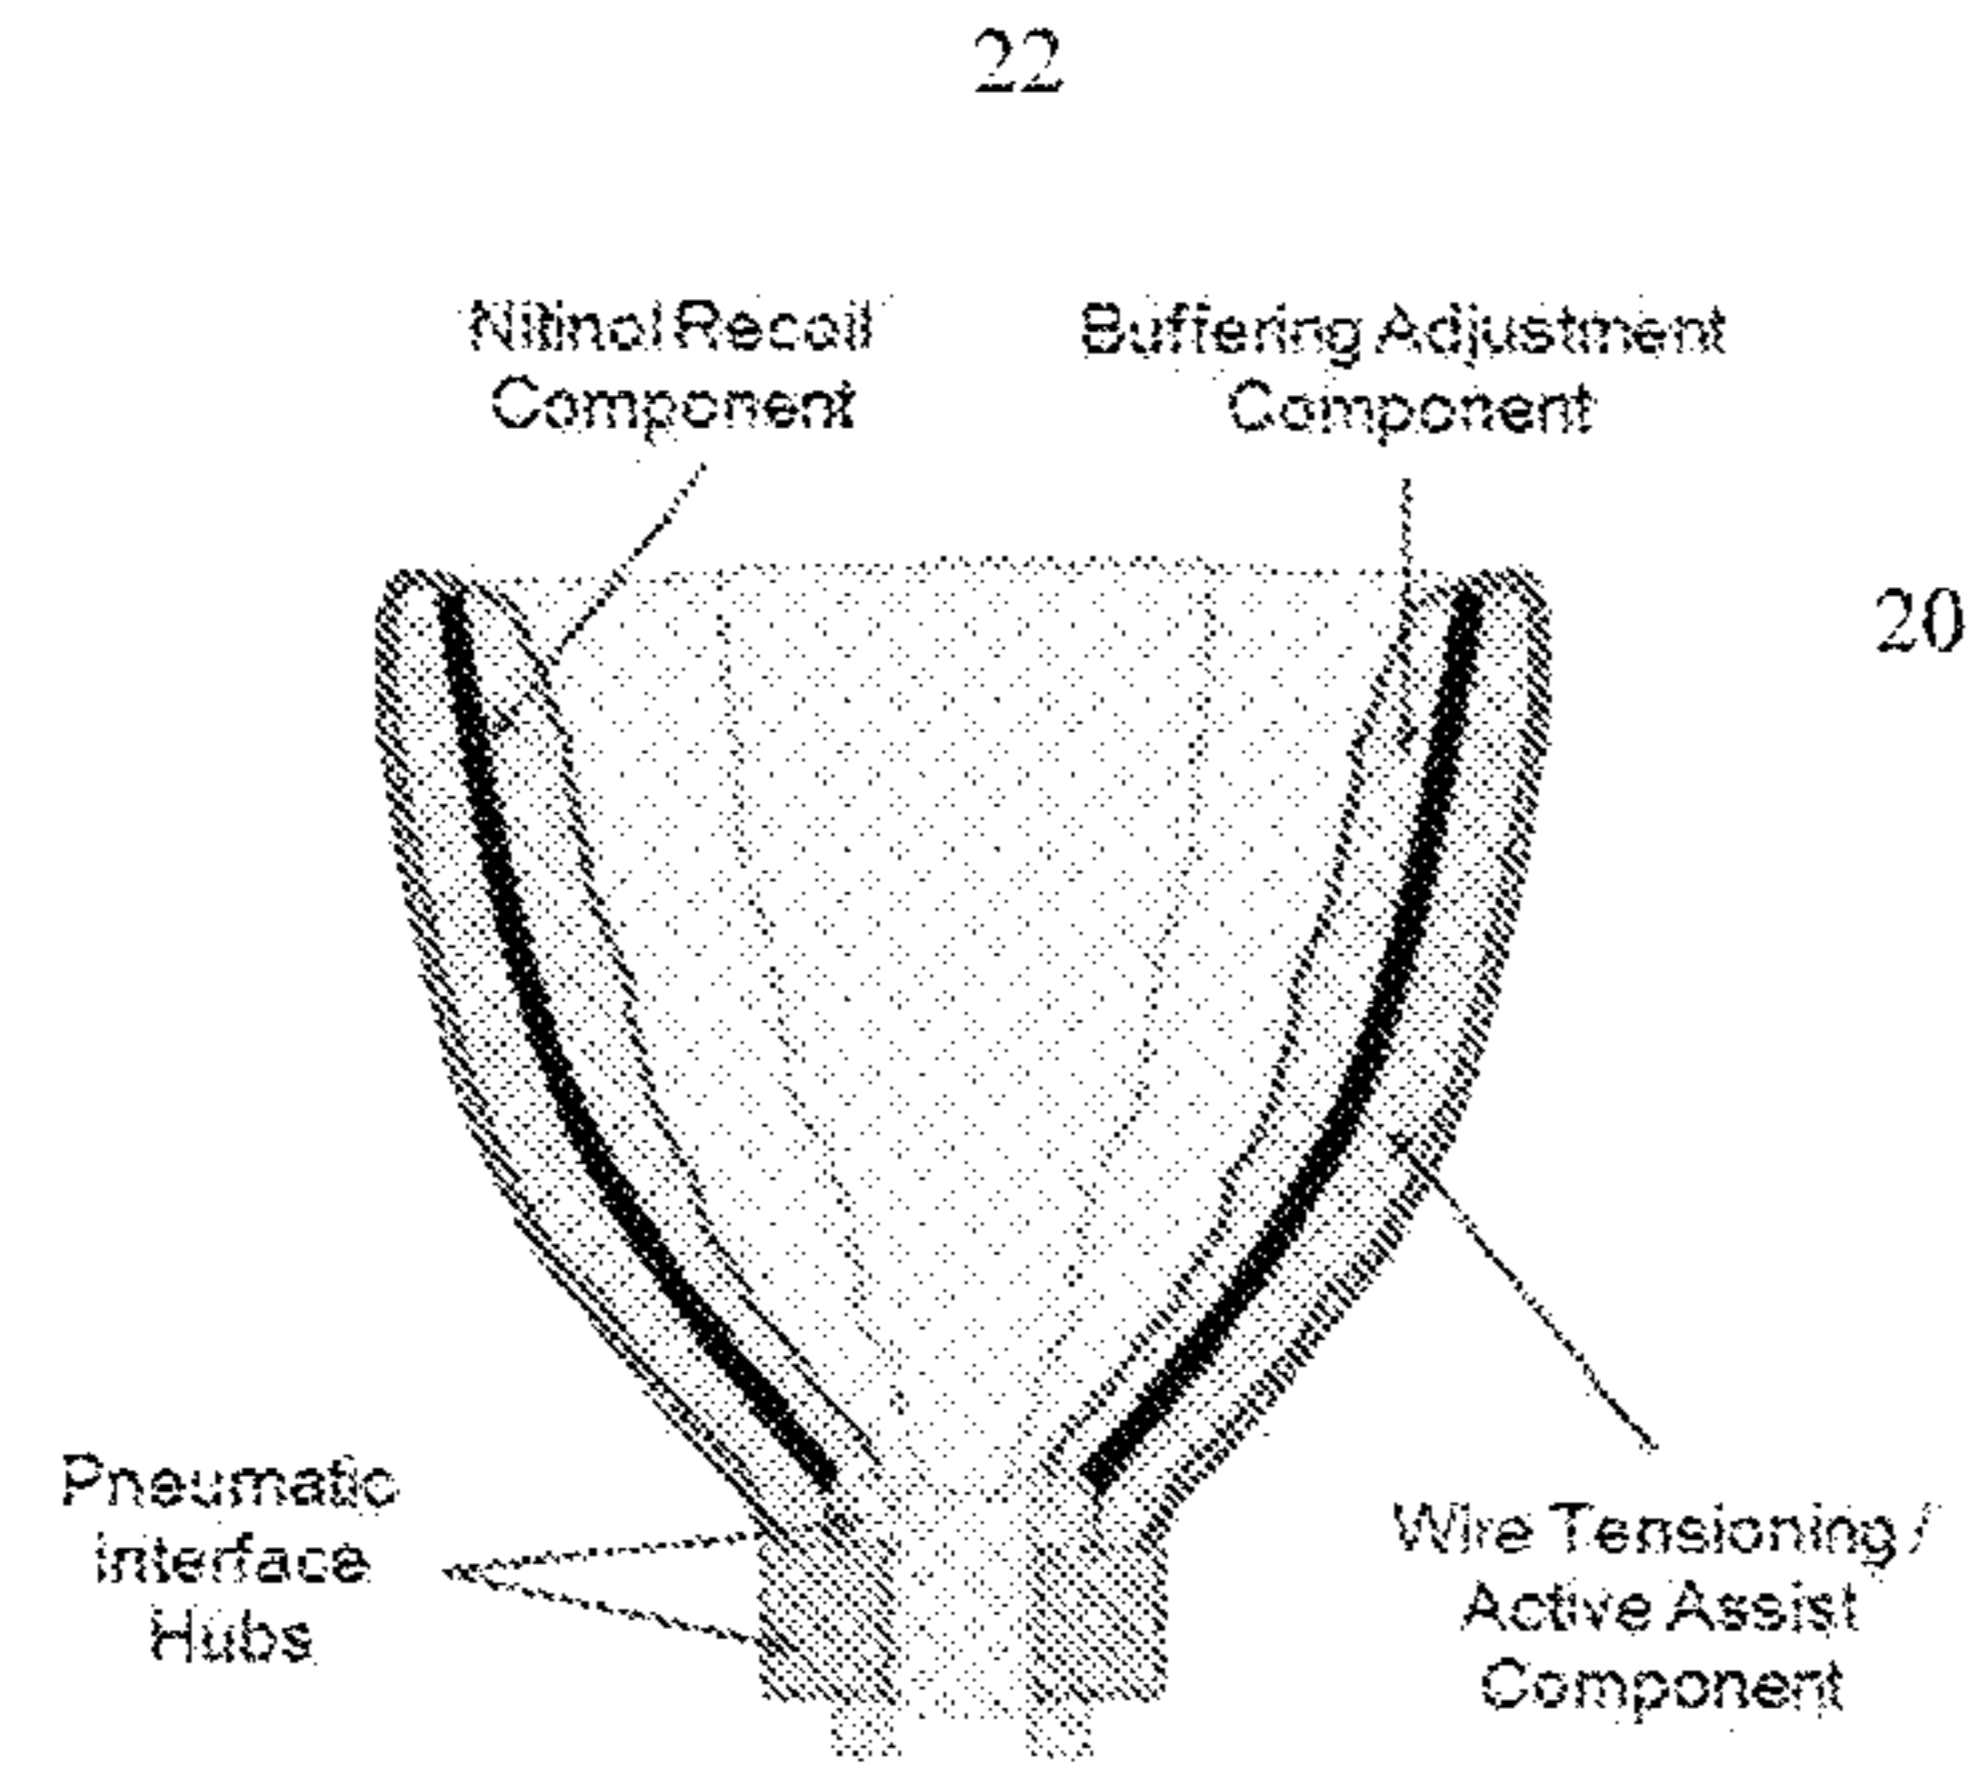 22
Nitinol Recoil
Component
Buffering Adjustment
Component
20
Pneumatic
interface
Hubs
Wire Tensioning /
Active Assist
Component